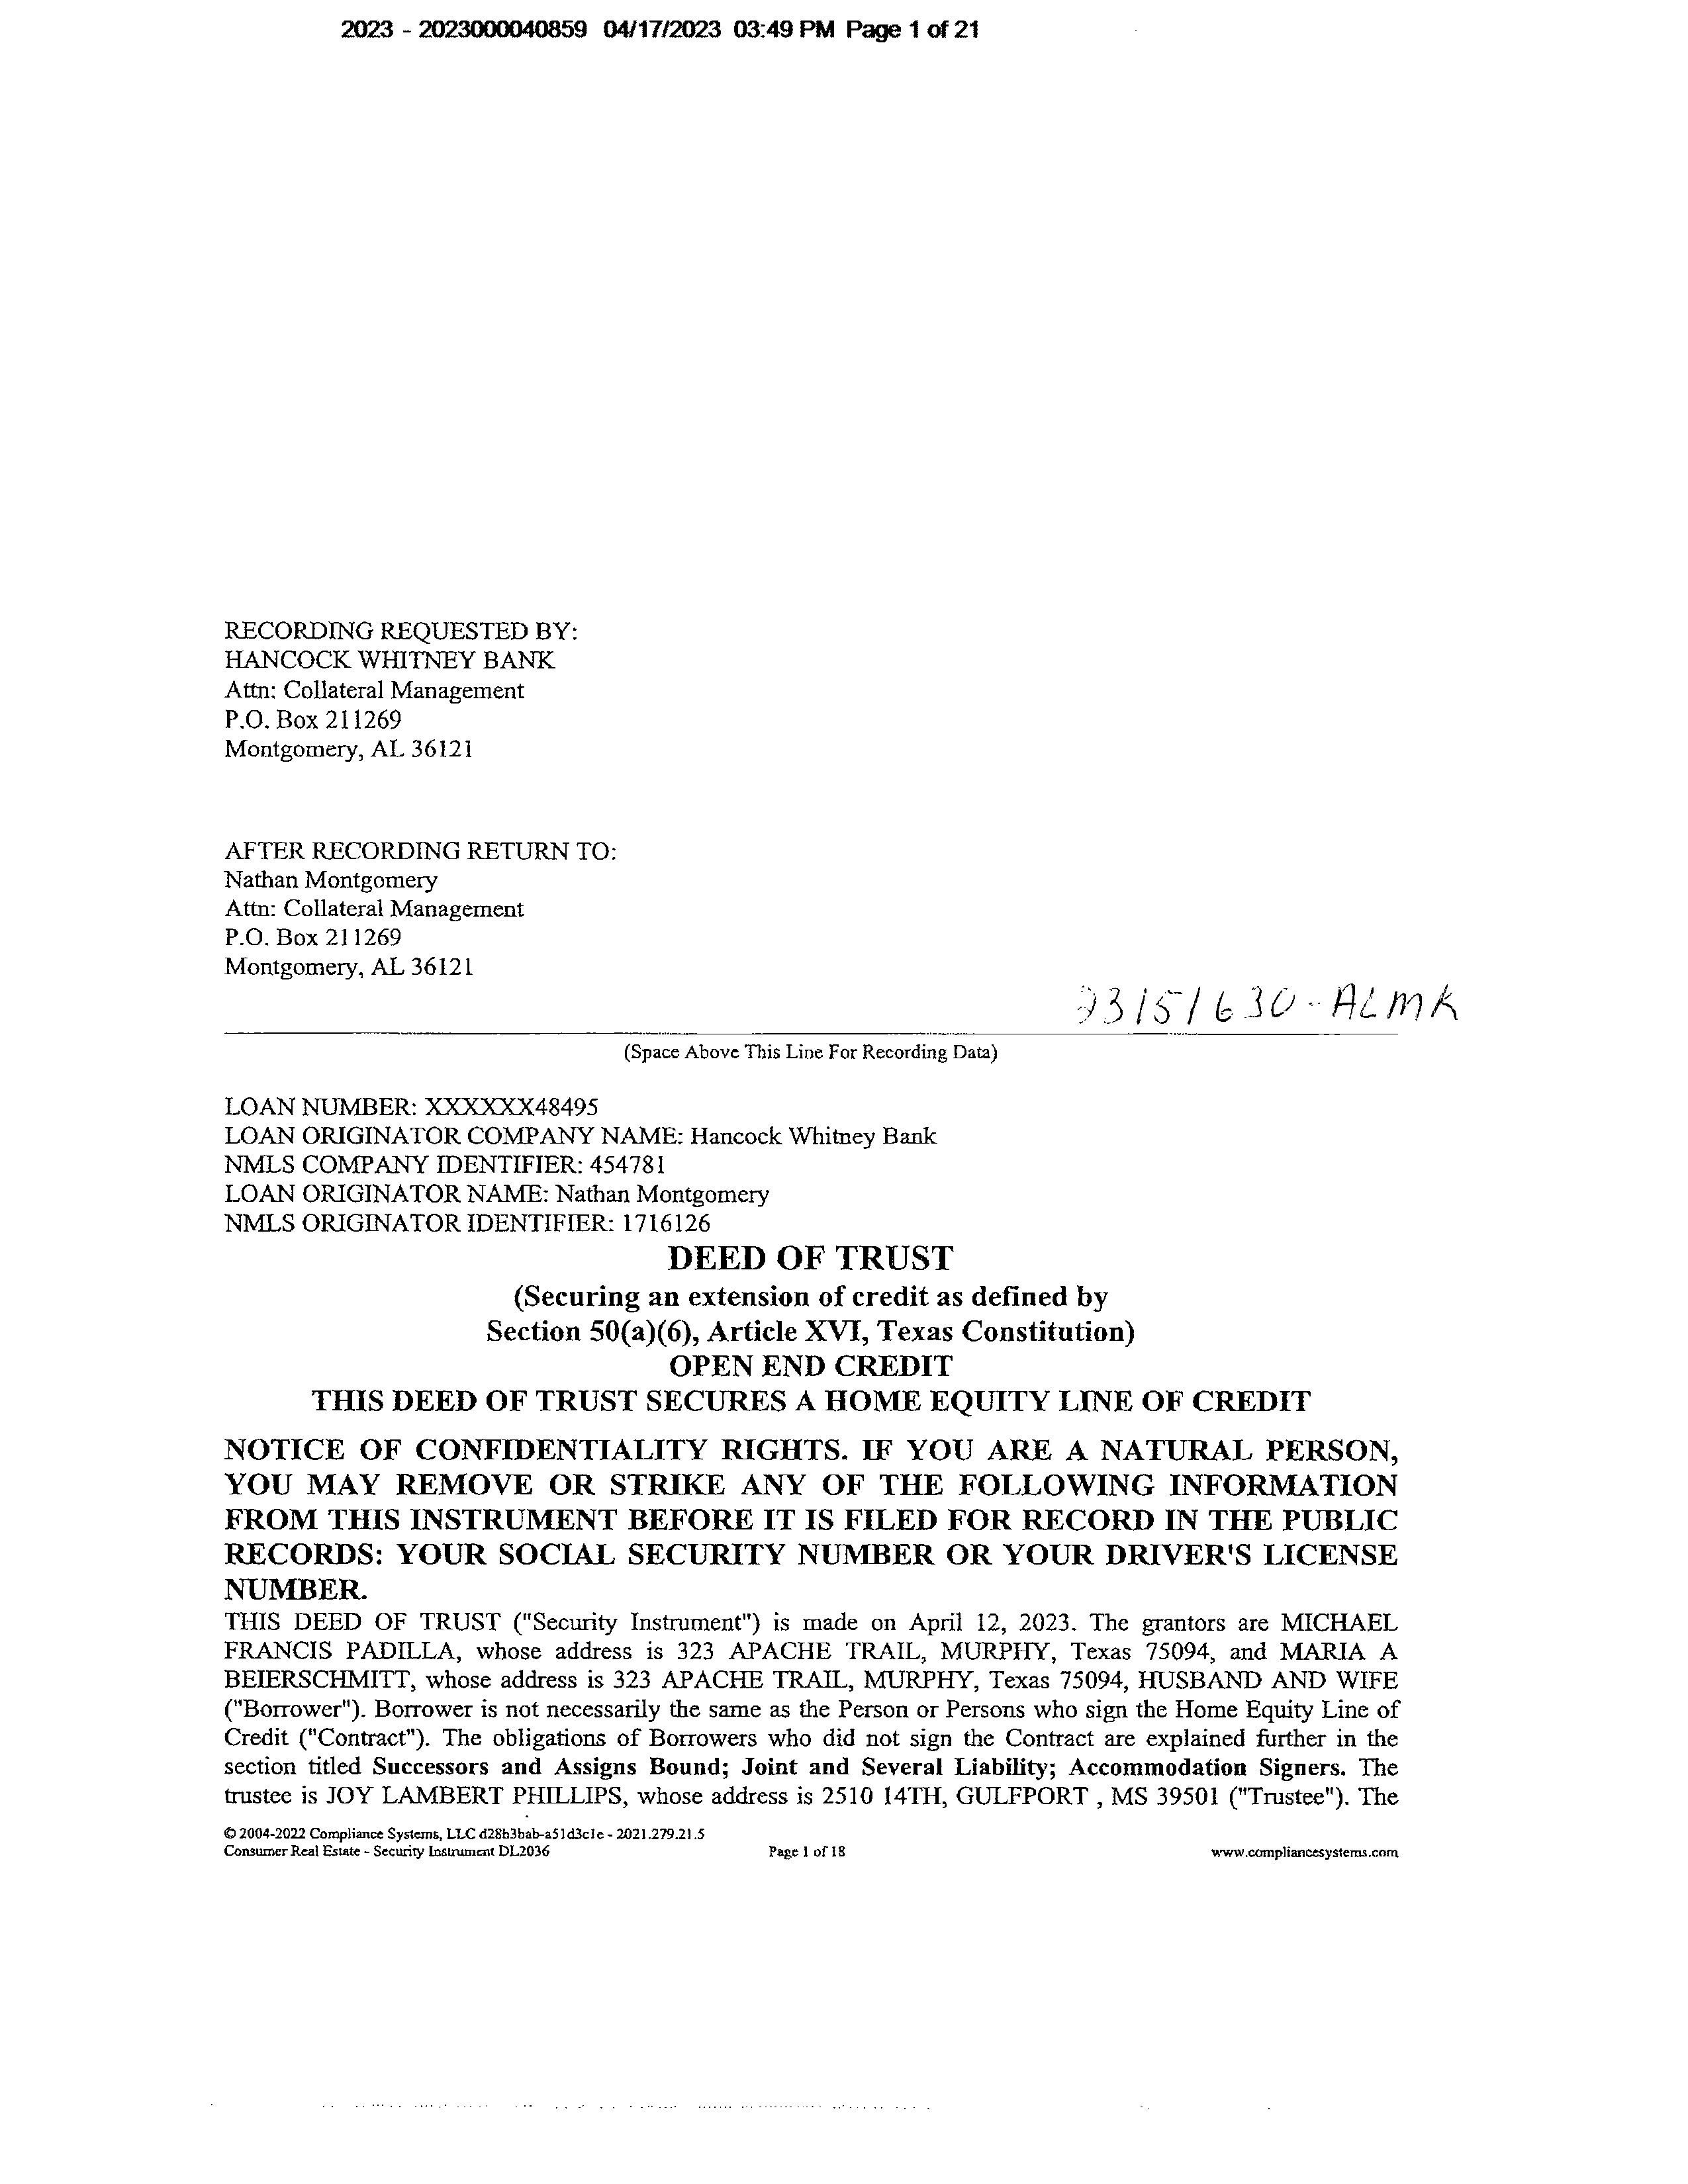 2023 - 2023000040859 04/17/2023 03:49 PM Page 1 of 21
RECORDING REQUESTED BY:
HANCOCK WHITNEY BANK
Attn: Collateral Management
P.O. Box 211269
Montgomery, AL 36121
AFTER RECORDING RETURN TO:
Nathan Montgomery
Attn: Collateral Management
P.O. Box 211269
Montgomery, AL 36121
23151630-ALMK
(Space Above This Line For Recording Data)
LOAN NUMBER: XXXXXX48495
LOAN ORIGINATOR COMPANY NAME: Hancock Whitney Bank
NMLS COMPANY IDENTIFIER: 454781
LOAN ORIGINATOR NAME: Nathan Montgomery
NMLS ORIGINATOR IDENTIFIER: 1716126
DEED OF TRUST
(Securing an extension of credit as defined by
Section 50(a)(6), Article XVI, Texas Constitution)
OPEN END CREDIT
THIS DEED OF TRUST SECURES A HOME EQUITY LINE OF CREDIT
NOTICE OF CONFIDENTIALITY RIGHTS. IF YOU ARE A NATURAL PERSON,
YOU MAY REMOVE OR STRIKE ANY OF THE FOLLOWING INFORMATION
FROM THIS INSTRUMENT BEFORE IT IS FILED FOR RECORD IN THE PUBLIC
RECORDS: YOUR SOCIAL SECURITY NUMBER OR YOUR DRIVER'S LICENSE
NUMBER.
THIS DEED OF TRUST ("Security Instrument") is made on April 12, 2023. The grantors are MICHAEL
FRANCIS PADILLA, whose address is 323 APACHE TRAIL, MURPHY, Texas 75094, and MARIA A
BEIERSCHMITT, whose address is 323 APACHE TRAIL, MURPHY, Texas 75094, HUSBAND AND WIFE
("Borrower"). Borrower is not necessarily the same as the Person or Persons who sign the Home Equity Line of
Credit ("Contract"). The obligations of Borrowers who did not sign the Contract are explained further in the
section titled Successors and Assigns Bound; Joint and Several Liability; Accommodation Signers. The
trustee is JOY LAMBERT PHILLIPS, whose address is 2510 14TH, GULFPORT , MS 39501 ("Trustee"). The
© 2004-2022 Compliance Systems, LLC d28b3bab-a51d3c1c - 2021.279.21.5
Consumer Real Estate - Security Instrument DL2036 Page 1 of 18 www.compliancesystems.com